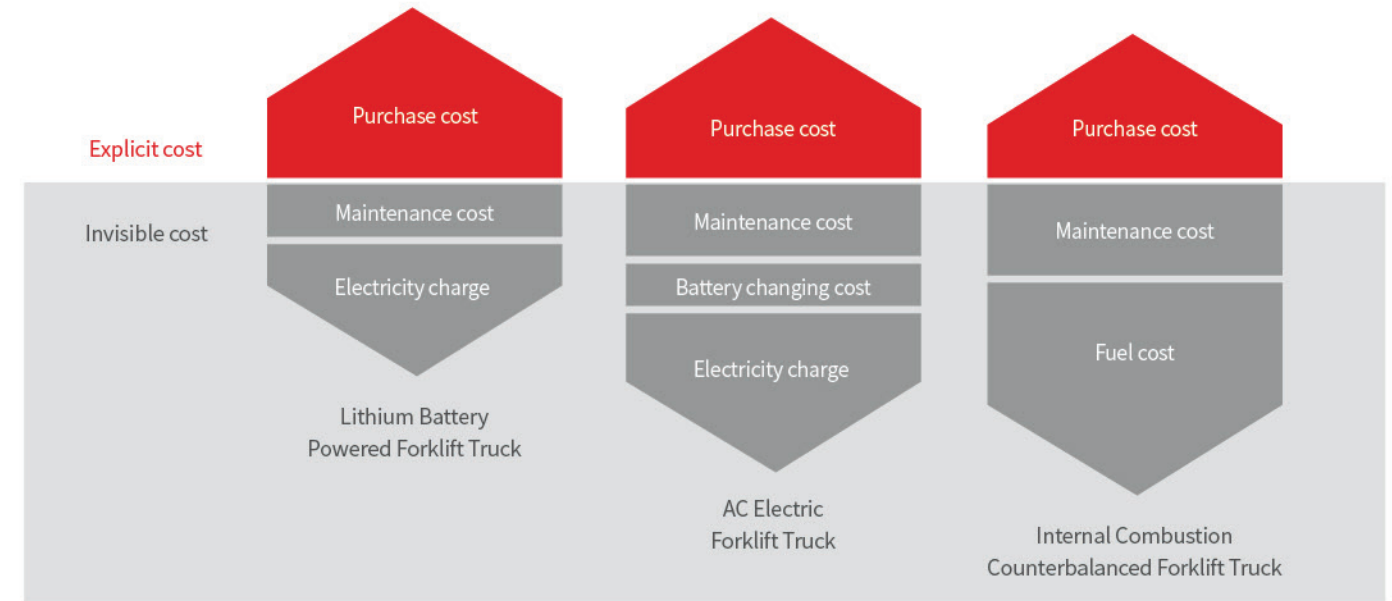 Explicit cost
Invisible cost
Purchase cost
Maintenance cost
Electricity charge
Lithium Battery
Powered Forklift Truck
Purchase cost
Maintenance cost
Battery changing cost
Electricity charge
AC Electric
Forklift Truck
Purchase cost
Maintenance cost
Fuel cost
Internal Combustion
Counterbalanced Forklift Truck